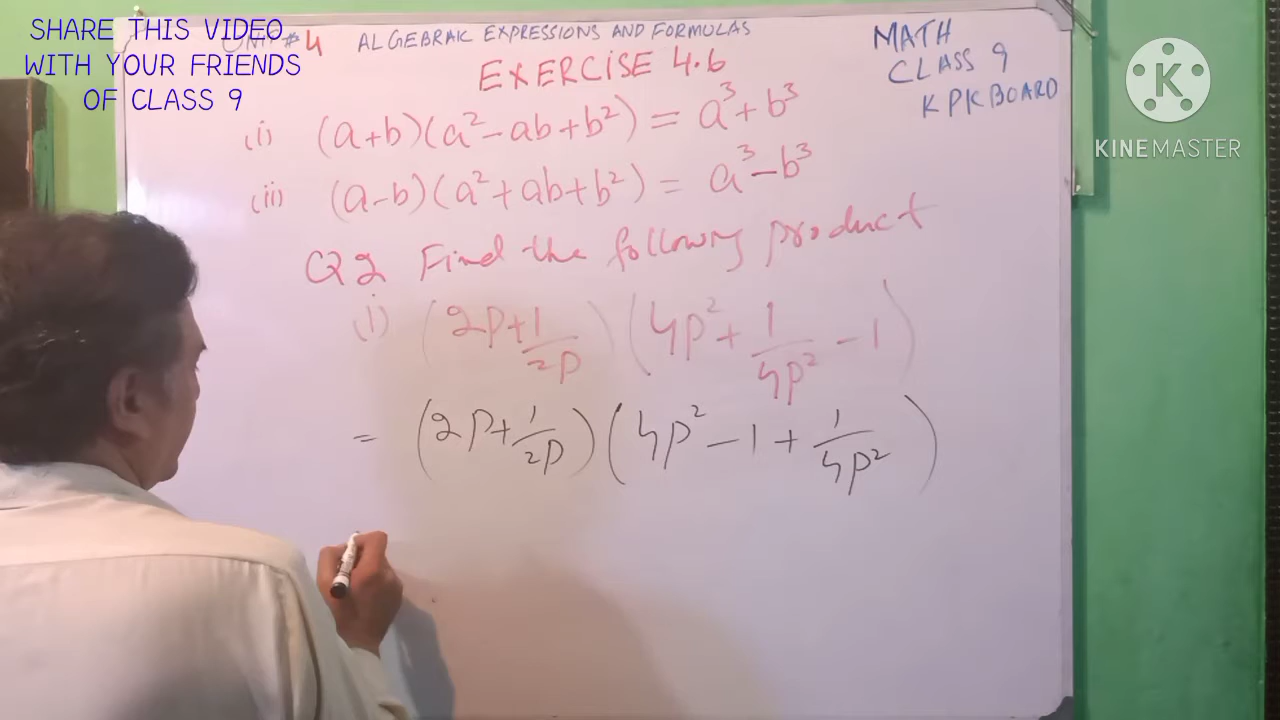 SHARE THIS VIDEO
WITH YOUR FRIENDS
OF CLASS 9
UNIT # 4 ALGEBRAIC EXPRESSIONS AND FORMULAS
EXERCISE 4.6
MATH
CLASS 9
KPK BOARD
K
KINEMASTER
(i) (a+b)(a²-ab+b²) = a³+b³
(ii) (a-b)(a²+ab+b²) = a³-b³
Q2 Find the following product
(i) (2p+1/2p)(4p²+1/4p²-1)
= (2p+1/2p)(4p²-1+1/4p²)